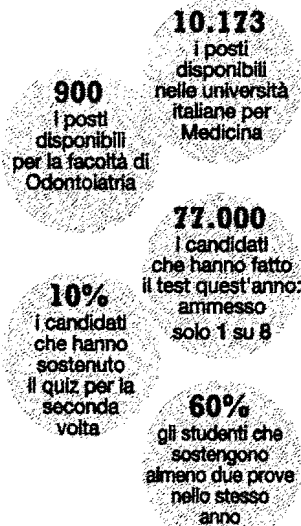 10.173
i posti
disponibili
nelle università
italiane per
Medicina
900
i posti
disponibili
per la facoltà di
Odontoiatria
77.000
i candidati
che hanno fatto
il test quest'anno:
ammesso
solo 1 su 8
10%
i candidati
che hanno
sostenuto
il quiz per la
seconda
volta
60%
gli studenti che
sostengono
almeno due prove
nello stesso
anno